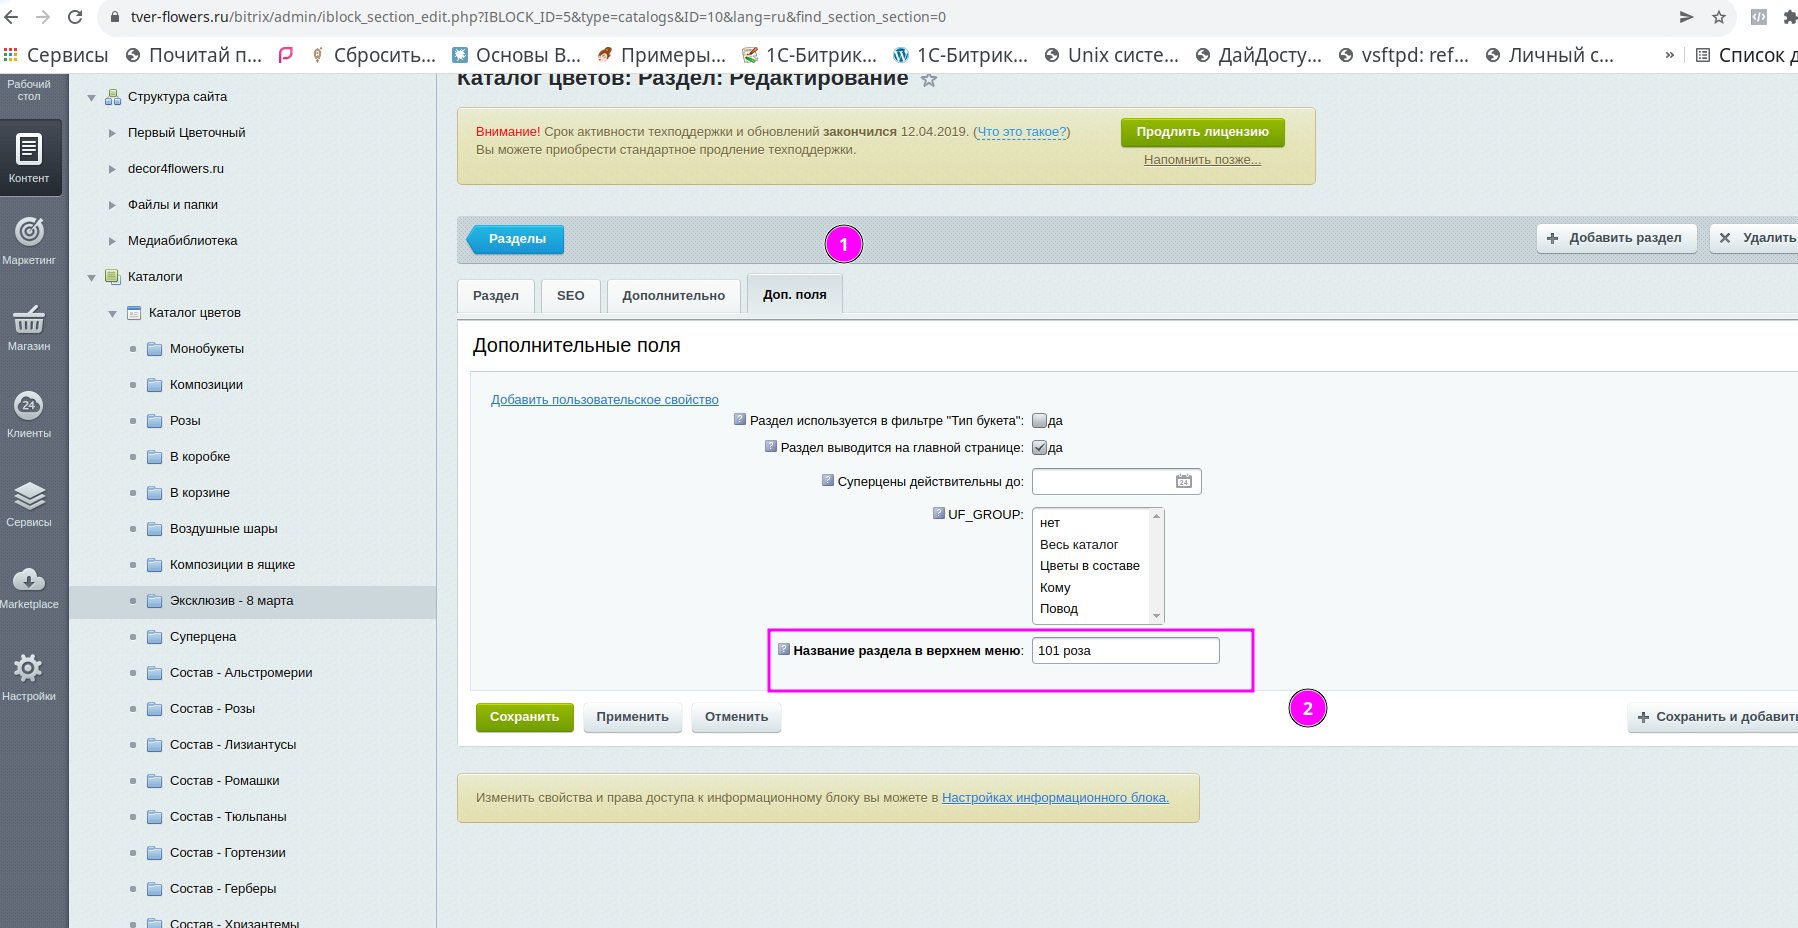 tver-flowers.ru/bitrix/admin/iblock_section_edit.php?IBLOCK_ID=5&type=catalogs&ID=10&lang=ru&find_section_section=0
Сервисы Почитай п... Сбросить... Основы В... Примеры... 1С-Битрик... 1С-Битрик... Unix систе... ДайДосту... vsftpd: ref... Личный с... » Список
Рабочий
стол
Контент
Маркетинг
Магазин
24
Клиенты
Сервисы
Marketplace
Настройки
Структура сайта
Первый Цветочный
decor4flowers.ru
Файлы и папки
Медиабиблиотека
Каталоги
Каталог цветов
Монобукеты
Композиции
Розы
В коробке
В корзине
Воздушные шары
Композиции в ящике
Эксклюзив - 8 марта
Суперцена
Состав - Альстромерии
Состав - Розы
Состав - Лизиантусы
Состав - Ромашки
Состав - Тюльпаны
Состав - Гортензии
Состав - Герберы
Состав - Хризантемы
Каталог цветов: Раздел: Редактирование
Внимание! Срок активности техподдержки и обновлений закончился 12.04.2019. (Что это такое?)
Вы можете приобрести стандартное продление техподдержки.
Продлить лицензию
Напомнить позже...
Разделы
1
Добавить раздел
Удалить
Раздел SEO Дополнительно Доп. поля
Дополнительные поля
Добавить пользовательское свойство
Раздел используется в фильтре "Тип букета": да
Раздел выводится на главной странице: да
Суперцены действительны до: 24
UF_GROUP:
нет
Весь каталог
Цветы в составе
Кому
Повод
Название раздела в верхнем меню: 101 роза
2
Сохранить Применить Отменить
Сохранить и добавить
Изменить свойства и права доступа к информационному блоку вы можете в Настройках информационного блока.